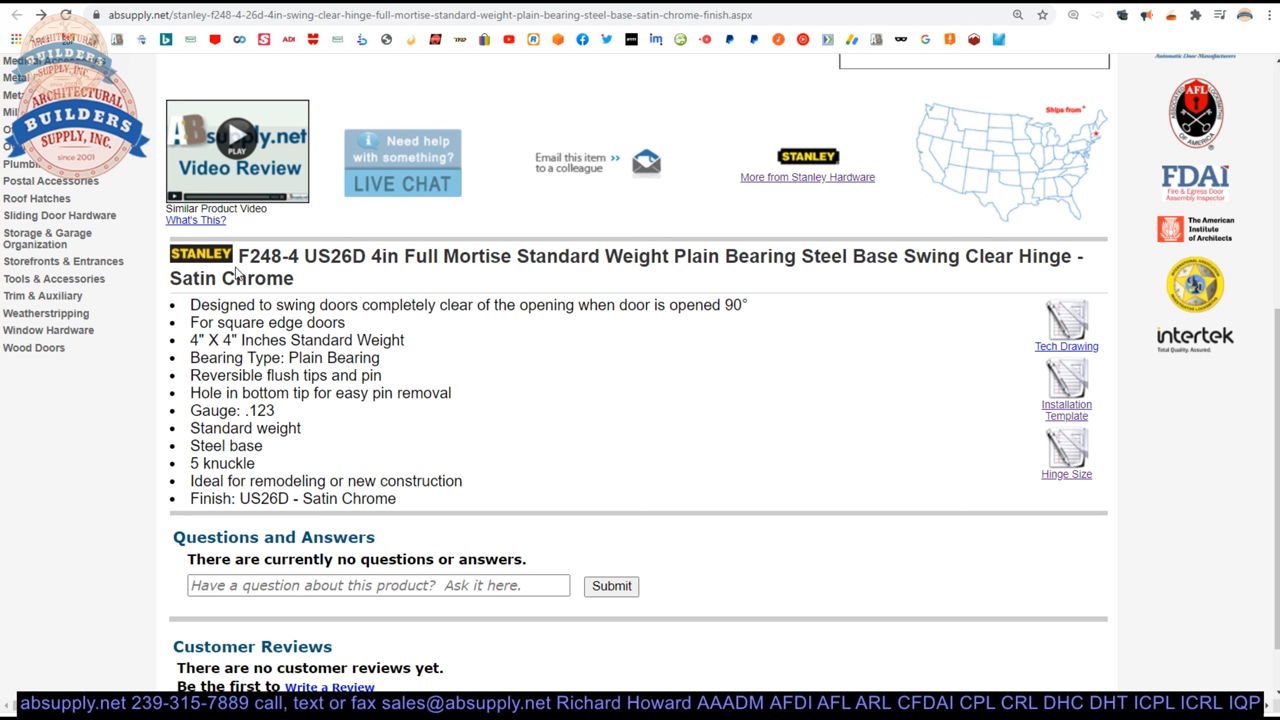 absupply.net/stanley-f248-4-26d-4in-swing-clear-hinge-full-mortise-standard-weight-plain-bearing-steel-base-satin-chrome-finish.aspx
ARCHITECTURAL
BUILDERS
SUPPLY, INC.
since 2001
Postal Accessories
Roof Hatches
Sliding Door Hardware
Storage & Garage
Organization
Storefronts & Entrances
Tools & Accessories
Trim & Auxiliary
Weatherstripping
Window Hardware
Wood Doors
ABsupply.net
PLAY
Video Review
Similar Product Video
What's This?
Need help
with something?
LIVE CHAT
Email this item >>
to a colleague
STANLEY
More from Stanley Hardware
Ships from*
STANLEY F248-4 US26D 4in Full Mortise Standard Weight Plain Bearing Steel Base Swing Clear Hinge -
Satin Chrome
• Designed to swing doors completely clear of the opening when door is opened 90°
• For square edge doors
• 4" X 4" Inches Standard Weight
• Bearing Type: Plain Bearing
• Reversible flush tips and pin
• Hole in bottom tip for easy pin removal
• Gauge: .123
• Standard weight
• Steel base
• 5 knuckle
• Ideal for remodeling or new construction
• Finish: US26D - Satin Chrome
Tech Drawing
Installation
Template
Hinge Size
Questions and Answers
There are currently no questions or answers.
Have a question about this product? Ask it here.
Submit
Customer Reviews
There are no customer reviews yet.
Be the first to Write a Review
Automatic Door Manufacturers
AFL
FDAI
Fire & Egress Door
Assembly Inspector
The American
Institute
of Architects
intertek
Total Quality. Assured.
absupply.net 239-315-7889 call, text or fax sales@absupply.net Richard Howard AAADM AFDI AFL ARL CFDAI CPL CRL DHC DHT ICPL ICRL IQP